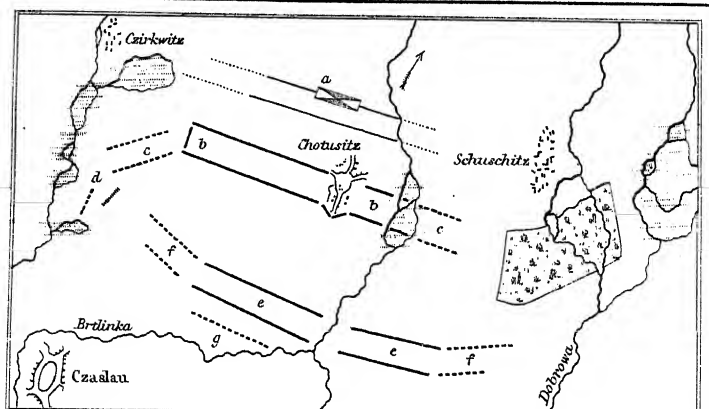 Czirkwitz
a
Chotusitz
Schuschitz
c
b
d
b
c
f
e
Brtlinka
g
e
f
Czaslau
Dobrowa